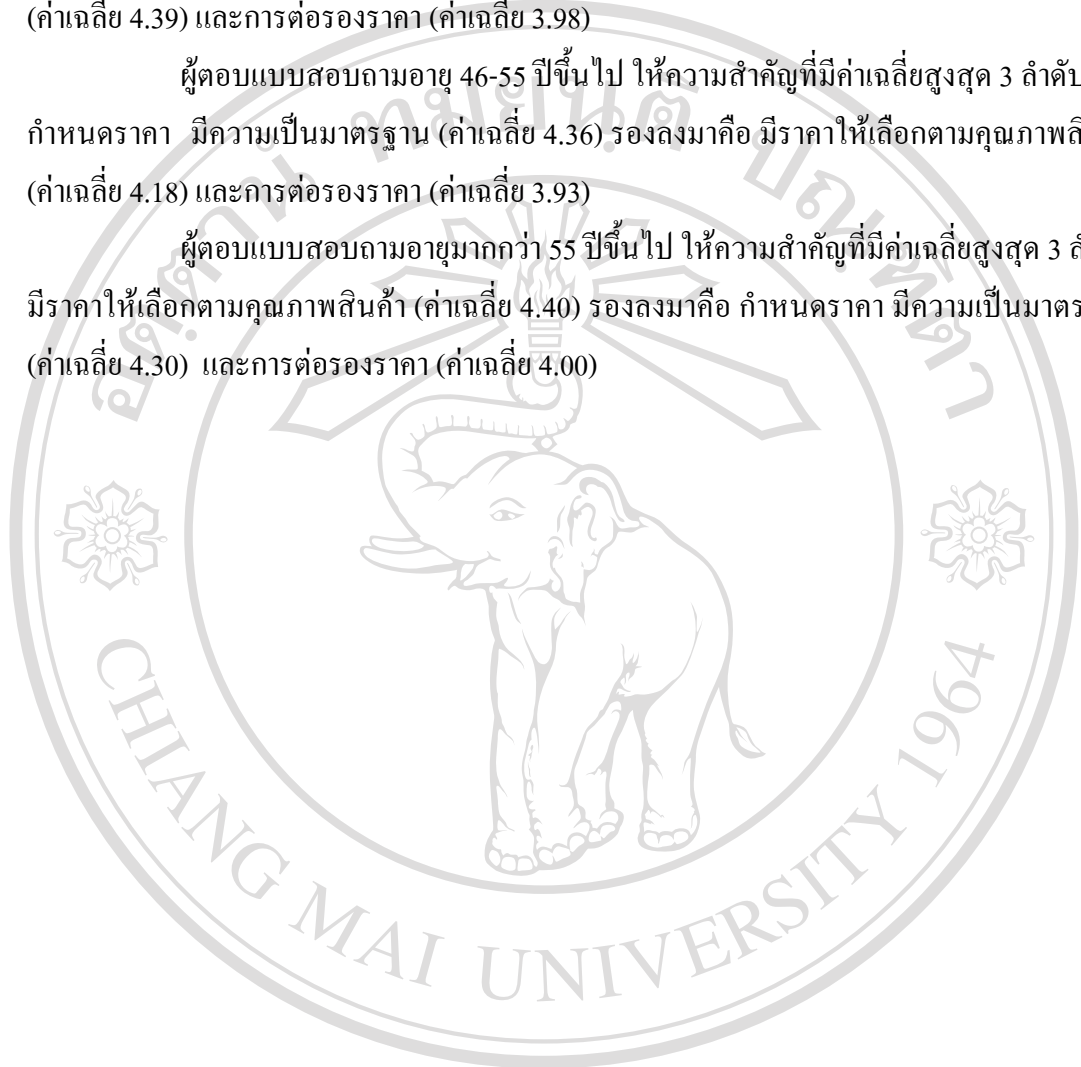 (ค่าเฉลี่ย 4.39) และการต่อรองราคา (ค่าเฉลี่ย 3.98)
ผู้ตอบแบบสอบถามอายุ 46-55 ปีขึ้นไป ให้ความสำคัญที่มีค่าเฉลี่ยสูงสุด 3 ลำดับ
กำหนดราคา มีความเป็นมาตรฐาน (ค่าเฉลี่ย 4.36) รองลงมาคือ มีราคาให้เลือกตามคุณภาพ
(ค่าเฉลี่ย 4.18) และการต่อรองราคา (ค่าเฉลี่ย 3.93)
ผู้ตอบแบบสอบถามอายุมากกว่า 55 ปีขึ้นไป ให้ความสำคัญที่มีค่าเฉลี่ยสูงสุด 3
มีราคาให้เลือกตามคุณภาพสินค้า (ค่าเฉลี่ย 4.40) รองลงมาคือ กำหนดราคา มีความเป็นมาตร
(ค่าเฉลี่ย 4.30) และการต่อรองราคา (ค่าเฉลี่ย 4.00)
อตฺตานํ ทมยนฺติ ปณฺฑิตา
CHIANG MAI UNIVERSITY 1964